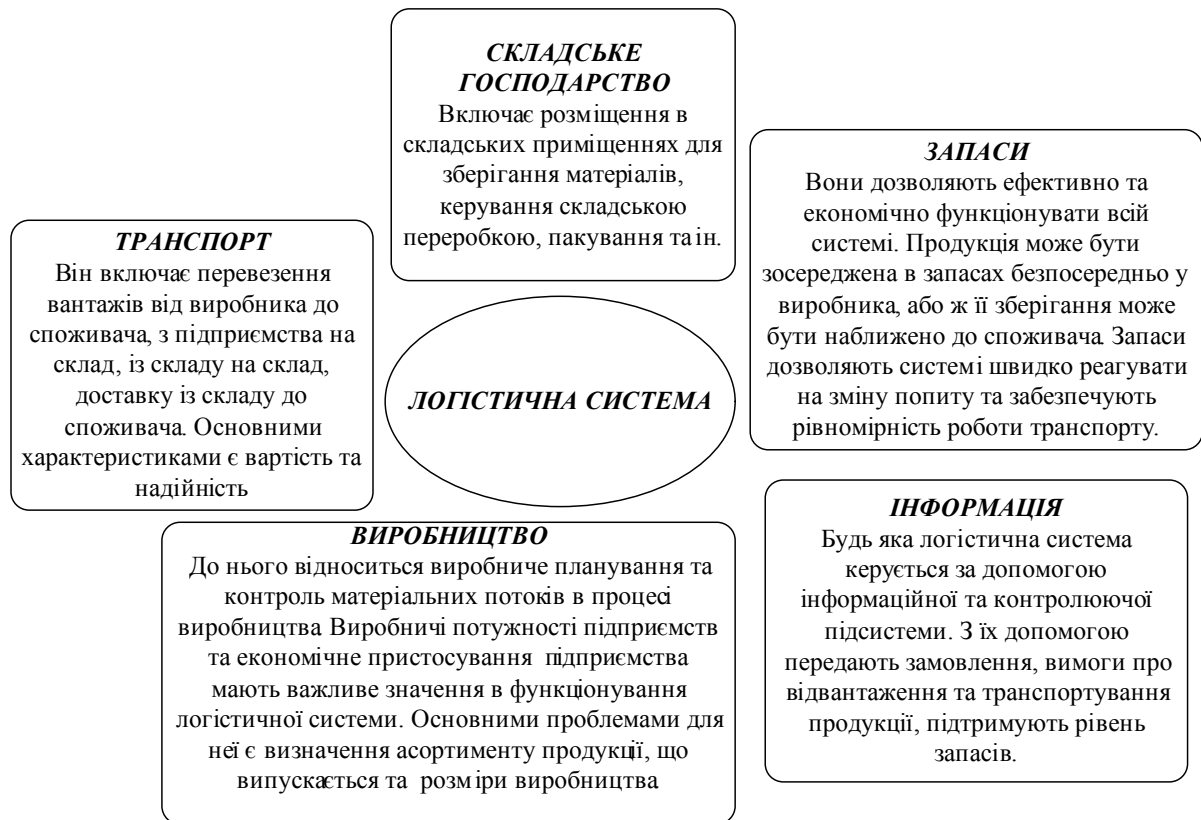 СКЛАДСЬКЕ
ГОСПОДАРСТВО
Включає розміщення в
складських приміщеннях для
зберігання матеріалів,
керування складською
переробкою, пакування та ін.
ЗАПАСИ
Вони дозволяють ефективно та
економічно функціонувати всій
системі. Продукція може бути
зосереджена в запасах безпосередньо у
виробника, або ж її зберігання може
бути наближено до споживача. Запаси
дозволяють системі швидко реагувати
на зміну попиту та забезпечують
рівномірність роботи транспорту.
ТРАНСПОРТ
Він включає перевезення
вантажів від виробника до
споживача, з підприємства на
склад, із складу на склад,
доставку із складу до
споживача. Основними
характеристиками є вартість та
надійність
ЛОГІСТИЧНА СИСТЕМА
ВИРОБНИЦТВО
До нього відноситься виробниче планування та
контроль матеріальних потоків в процесі
виробництва. Виробничі потужності підприємств
та економічне пристосування підприємства
мають важливе значення в функціонування
логістичної системи. Основними проблемами для
неї є визначення асортименту продукції, що
випускається та розміри виробництва.
ІНФОРМАЦІЯ
Будь яка логістична система
керується за допомогою
інформаційної та контролюючої
підсистеми. З їх допомогою
передають замовлення, вимоги про
відвантаження та транспортування
продукції, підтримують рівень
запасів.